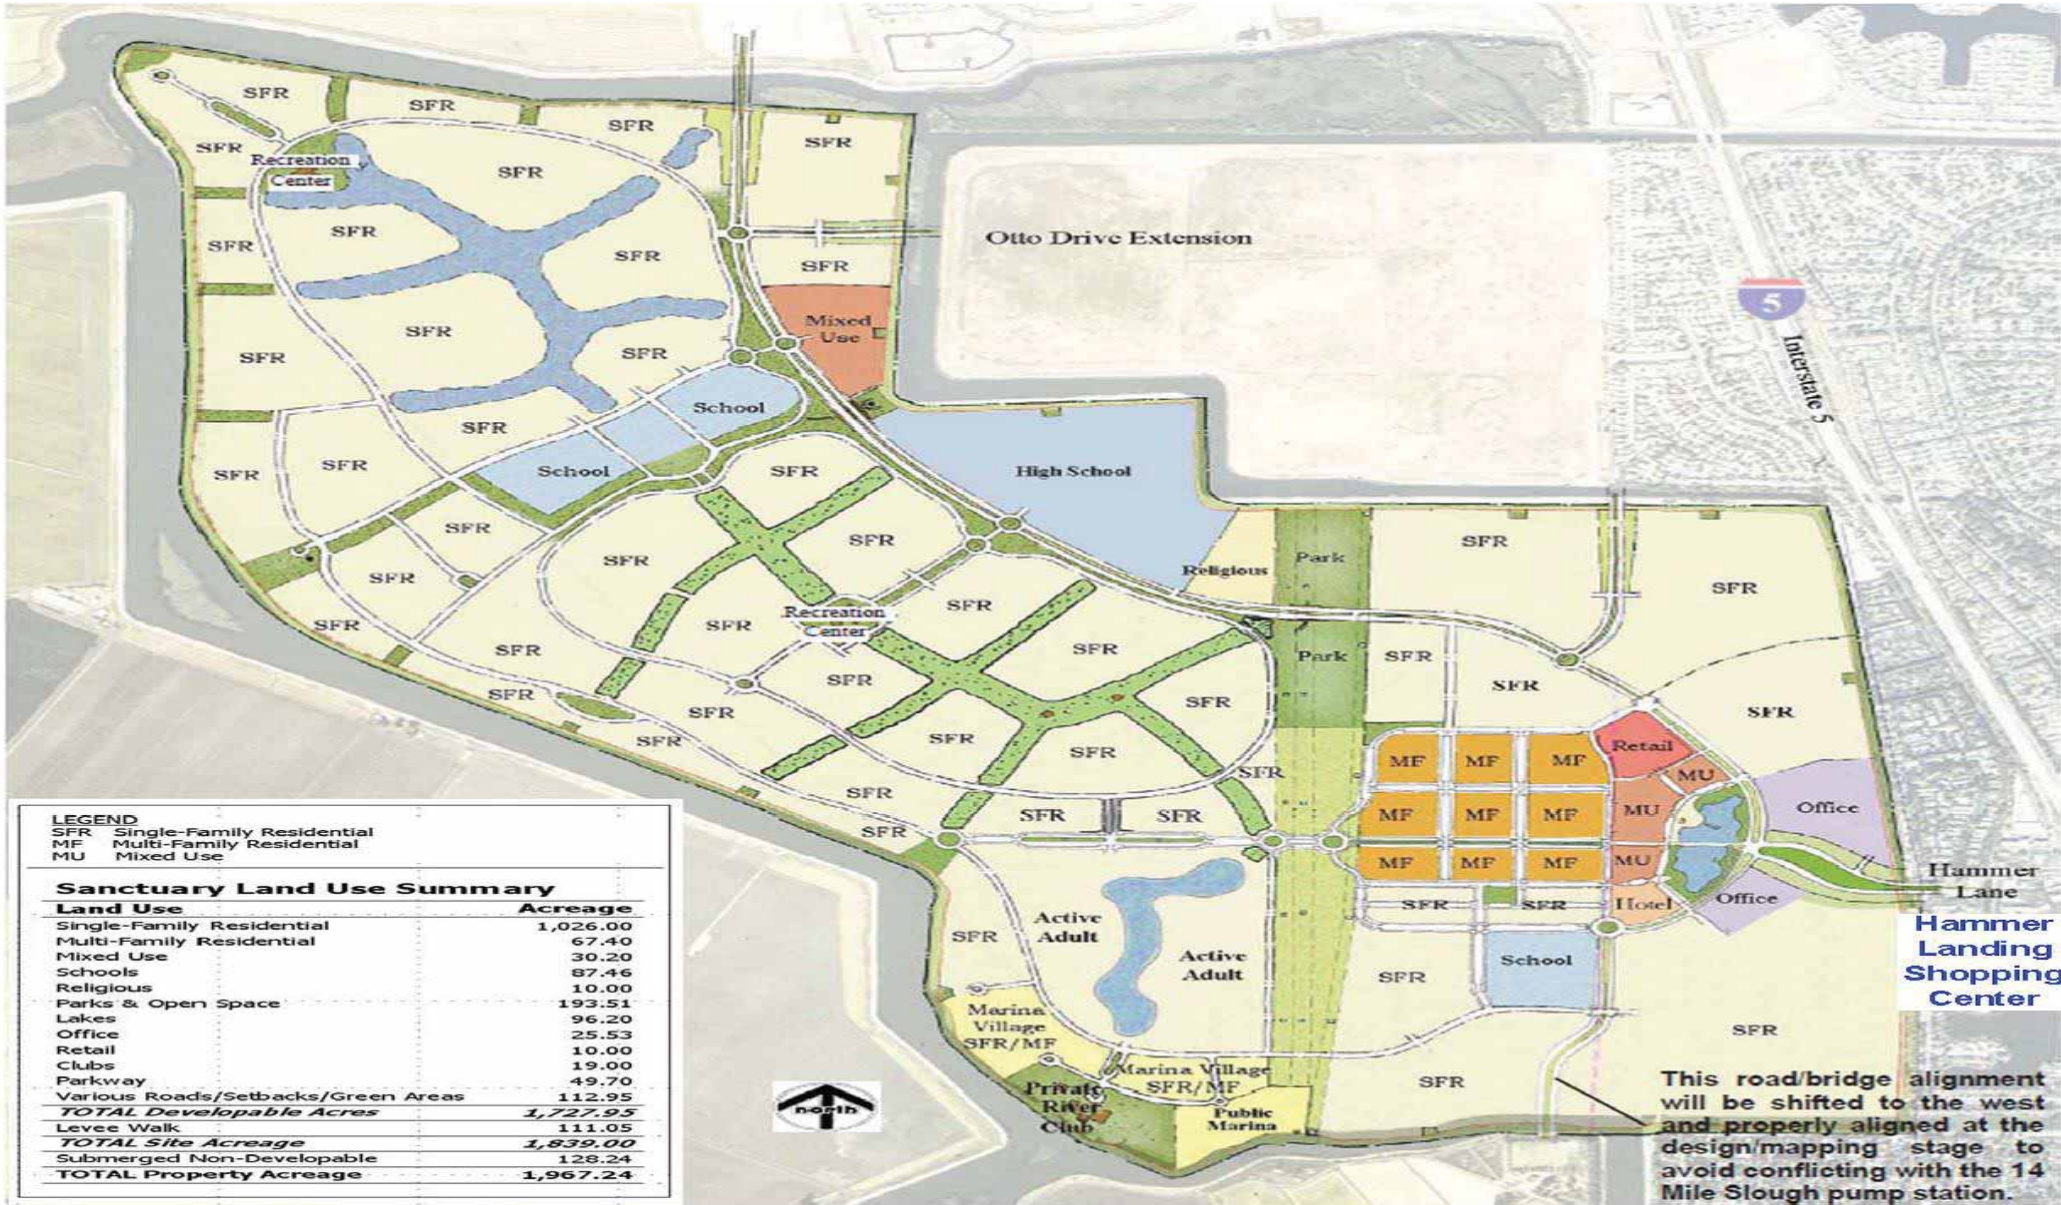 SFR
SFR
SFR
SFR
SFR
SFR
Recreation
Center
SFR
SFR
SFR
SFR
Otto Drive Extension
SFR
5
Interstate 5
Mixed
Use
SFR
SFR
SFR
School
SFR
SFR
SFR
School
SFR
High School
SFR
SFR
SFR
SFR
Park
SFR
Religious
SFR
SFR
SFR
Recreation
Center
SFR
SFR
SFR
SFR
Park
SFR
SFR
SFR
SFR
SFR
SFR
SFR
SFR
SFR
SFR
SFR
Retail
MF
MF
MF
SFR
MU
SFR
SFR
SFR
MF
MF
MF
MU
Office
SFR
MF
MF
MF
MU
Hammer
Lane
SFR
SFR
Hotel
Office
Hammer
Landing
Shopping
Center
Active
Adult
SFR
Active
Adult
School
SFR
Marina
Village
SFR/MF
SFR
Marina Village
SFR/MF
SFR
Private
River
Club
Public
Marina
north
This road/bridge alignment
will be shifted to the west
and properly aligned at the
design/mapping stage to
avoid conflicting with the 14
Mile Slough pump station.
LEGEND
SFR Single-Family Residential
MF Multi-Family Residential
MU Mixed Use
Sanctuary Land Use Summary
Land Use Acreage
Single-Family Residential 1,026.00
Multi-Family Residential 67.40
Mixed Use 30.20
Schools 87.46
Religious 10.00
Parks & Open Space 193.51
Lakes 96.20
Office 25.53
Retail 10.00
Clubs 19.00
Parkway 49.70
Various Roads/Setbacks/Green Areas 112.95
TOTAL Developable Acres 1,727.95
Levee Walk 111.05
TOTAL Site Acreage 1,839.00
Submerged Non-Developable 128.24
TOTAL Property Acreage 1,967.24